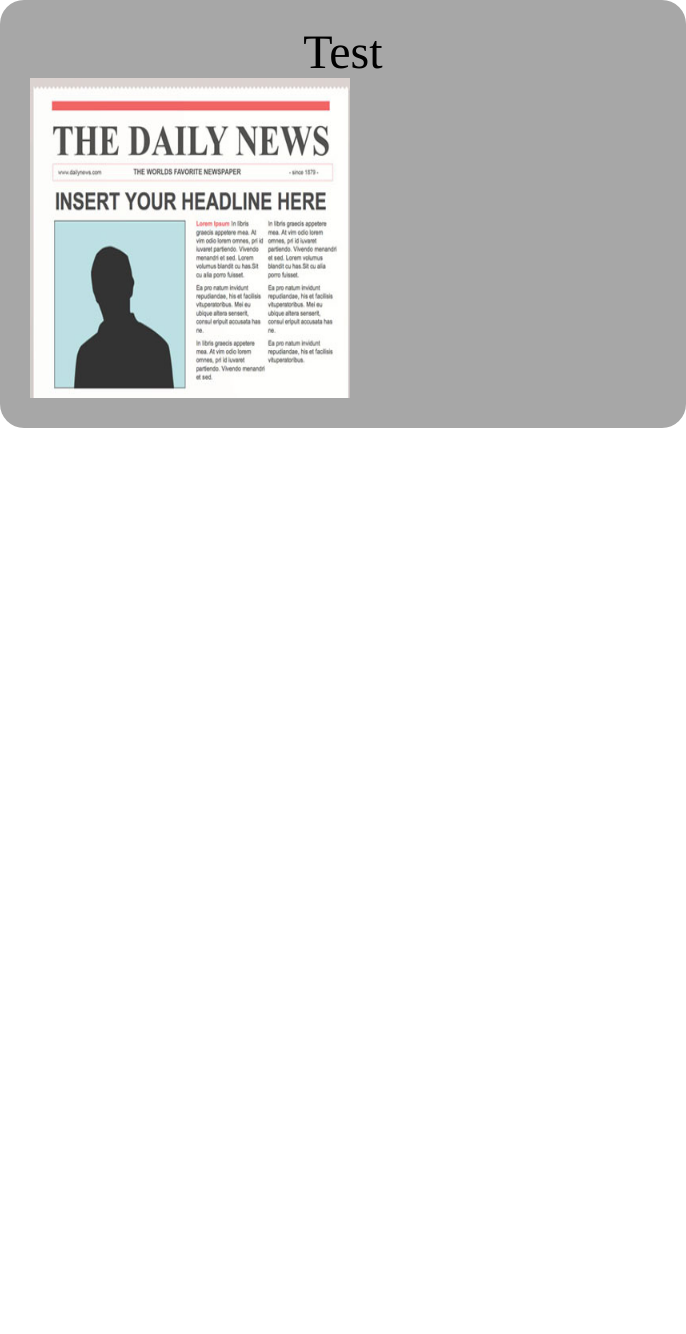 Test
THE DAILY NEWS
www.dailynews.com THE WORLDS FAVORITE NEWSPAPER - since 1879 -
INSERT YOUR HEADLINE HERE
Lorem Ipsum In libris
graecis appetere mea. At
vim odio lorem omnes, pri id
iuvaret partiendo. Vivendo
menandri et sed. Lorem
volumus blandit cu has.Sit
cu alia porro fuisset.
Ea pro natum invidunt
repudiandae, his et facilisis
vituperatoribus. Mei eu
ubique altera senserit,
consul eripuit accusata has
ne.
In libris graecis appetere
mea. At vim odio lorem
omnes, pri id iuvaret
partiendo. Vivendo menandri
et sed.
In libris graecis appetere
mea. At vim odio lorem
omnes, pri id iuvaret
partiendo. Vivendo menandri
et sed. Lorem volumus
blandit cu has.Sit cu alia
porro fuisset.
Ea pro natum invidunt
repudiandae, his et facilisis
vituperatoribus. Mei eu
ubique altera senserit,
consul eripuit accusata has
ne.
Ea pro natum invidunt
repudiandae, his et facilisis
vituperatoribus.